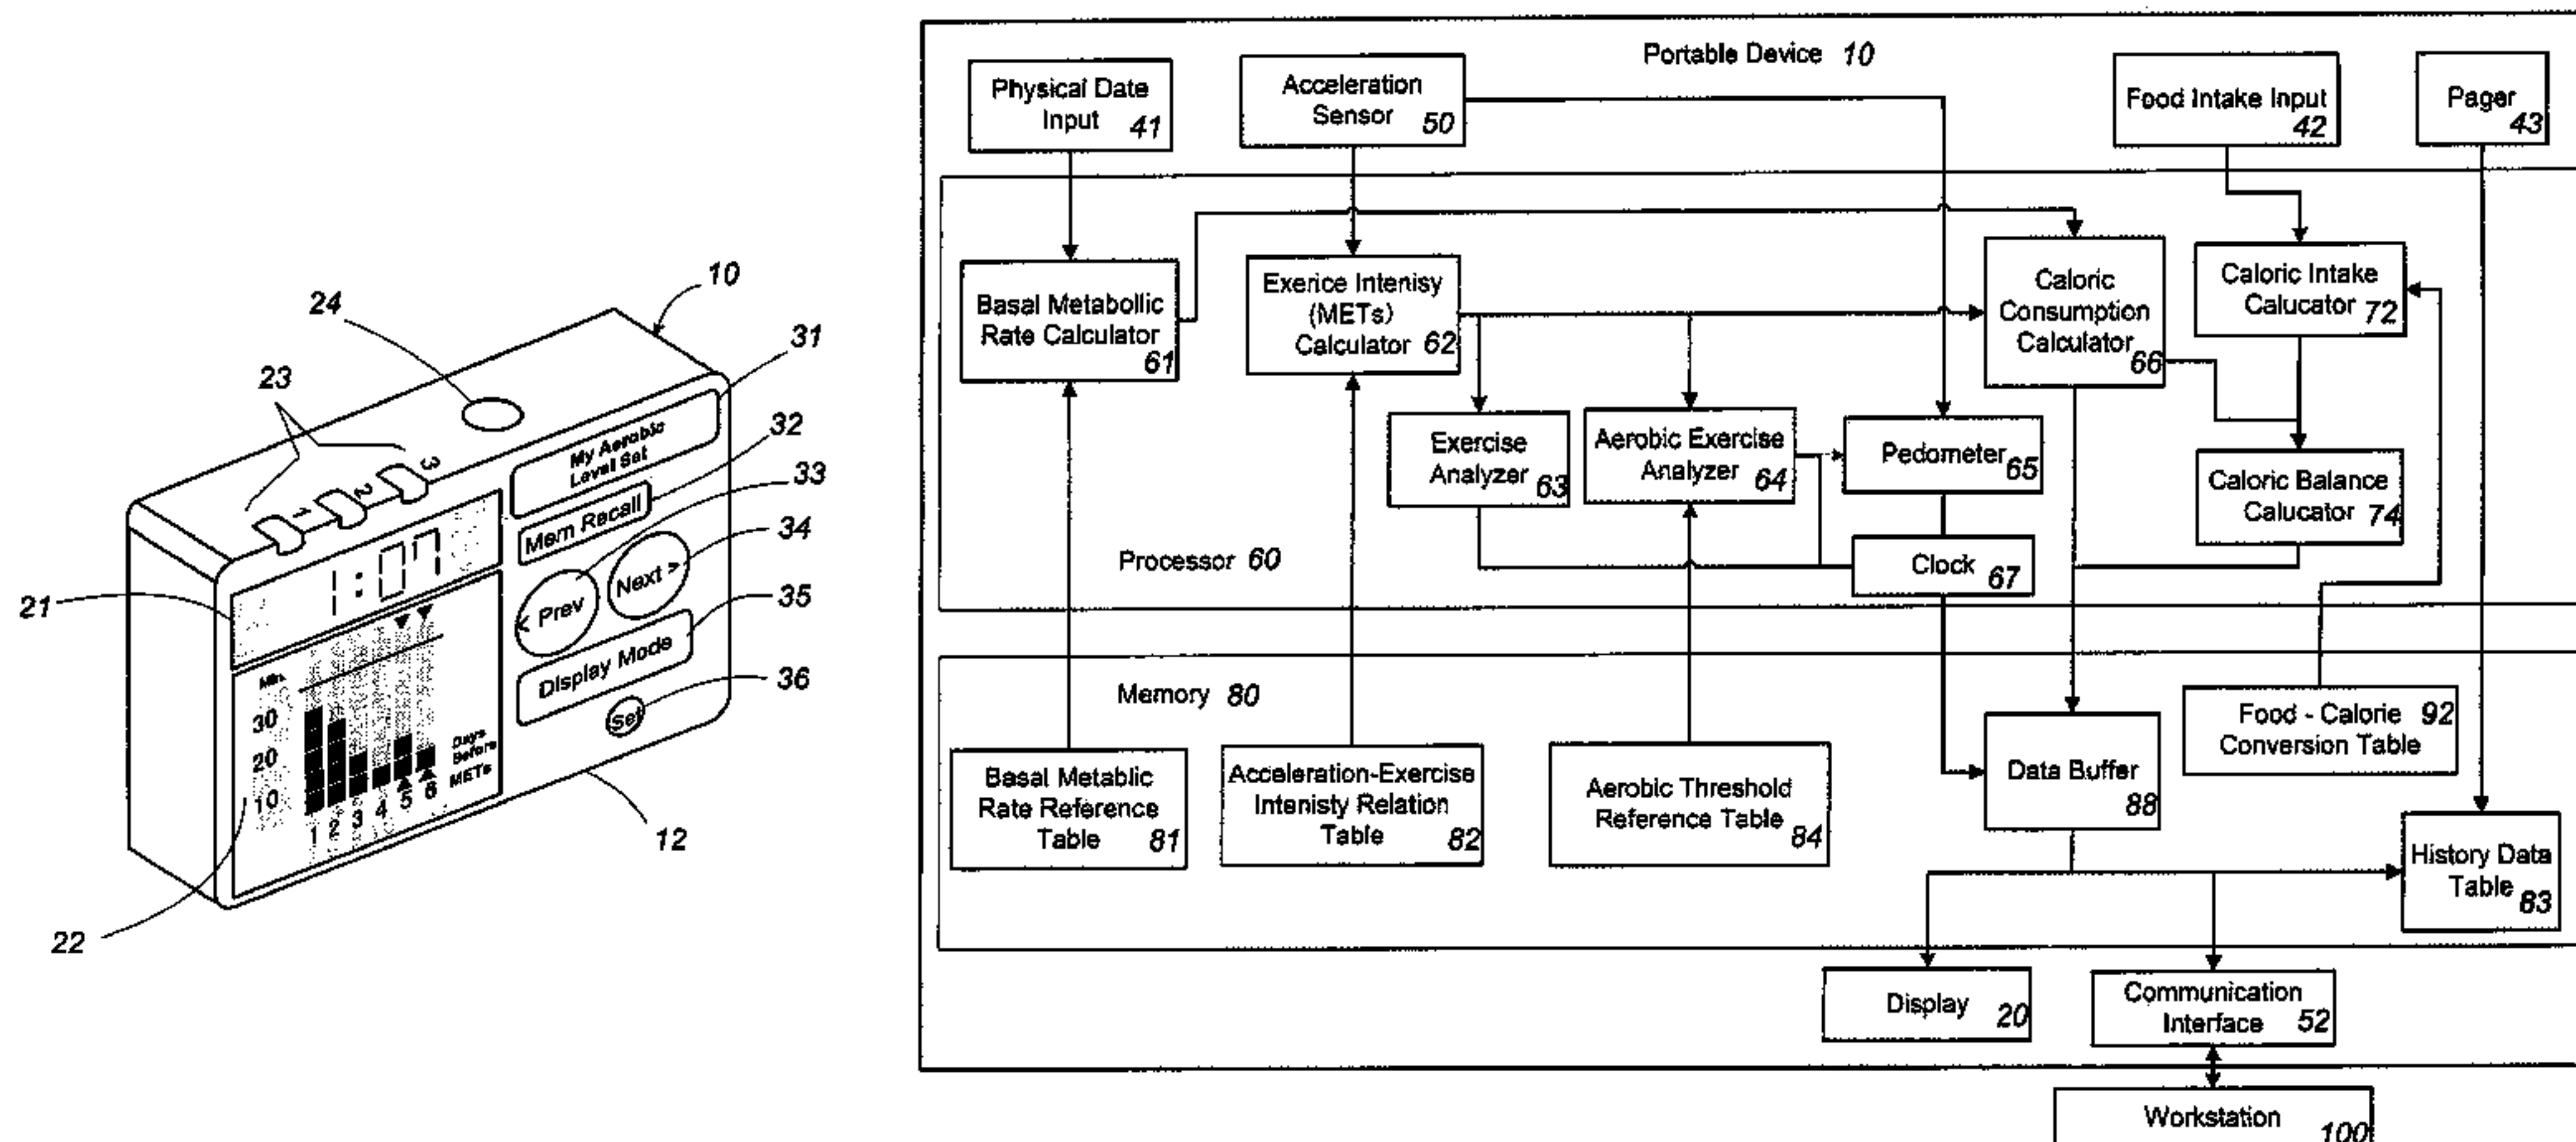 10
24
31
23
32
33
34
21
35
36
22
12
My Aerobic
Level Set
Mem Recall
Next >
< Prev
Display Mode
Set
1 2 3
1:07
Min.
30
20
10
1 2 3 4 5 6
Days
Before
METs
Portable Device 10
Physical Date
Input 41
Acceleration
Sensor 50
Food Intake Input
42
Pager
43
Basal Metabollic
Rate Calculator
61
Exerice Intenisy
(METs)
Calculator 62
Caloric
Consumption
Calculator
66
Caloric Intake
Calucator
72
Exercise
Analyzer
63
Aerobic Exercise
Analyzer
64
Pedometer
65
Caloric Balance
Calucator 74
Processor 60
Clock
67
Memory 80
Basal Metablic
Rate Reference
Table 81
Acceleration-Exercise
Intenisty Relation
Table 82
Aerobic Threshold
Reference Table
84
Data Buffer
88
Food - Calorie 92
Conversion Table
History Data
Table
83
Display
20
Communication
Interface 52
Workstation
100